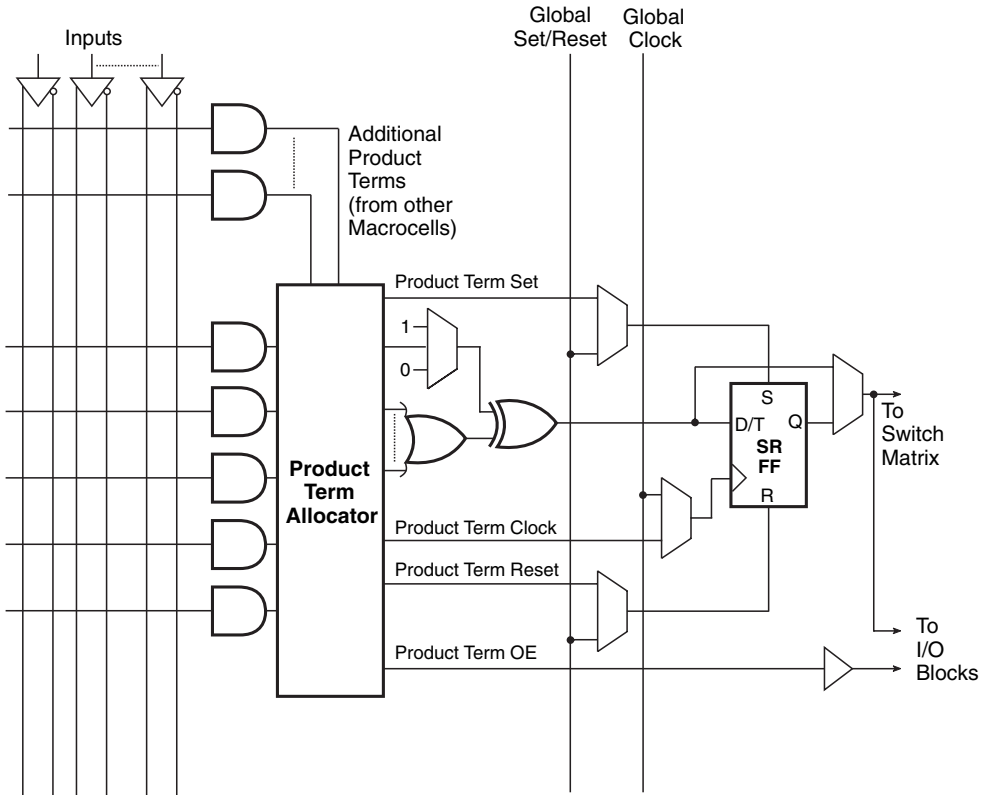 Inputs
Global
Set/Reset
Global
Clock
Additional
Product
Terms
(from other
Macrocells)
Product Term Set
1
0
Product
Term
Allocator
S
D/T
Q
SR
FF
R
To
Switch
Matrix
Product Term Clock
Product Term Reset
Product Term OE
To
I/O
Blocks